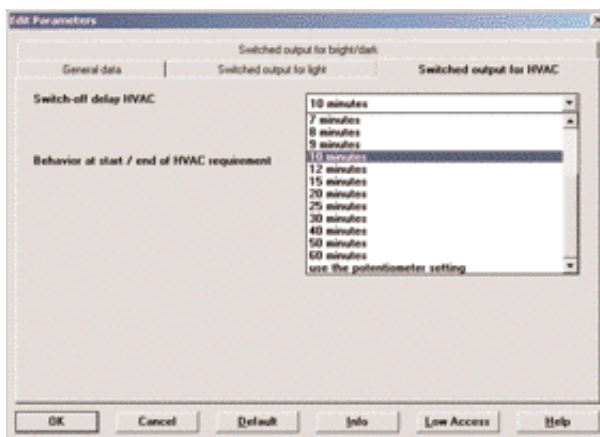 Edit Parameters
Switched output for bright/dark
General data
Switched output for light
Switched output for HVAC
Switch-off delay HVAC
10 minutes
7 minutes
8 minutes
9 minutes
10 minutes
Behavior at start / end of HVAC requirement
12 minutes
15 minutes
20 minutes
25 minutes
30 minutes
40 minutes
50 minutes
60 minutes
use the potentiometer setting
OK
Cancel
Default
Info
Low Access
Help